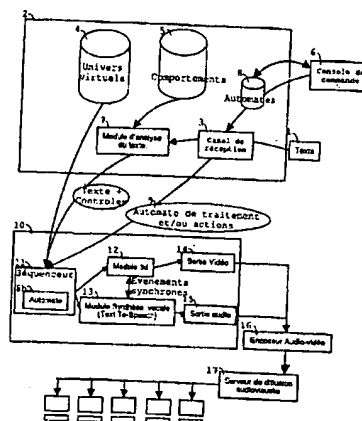 2
4
5
6
Univers
virtuels
Comportements
8
Automates
Console de
commande
7
Module d'analyse
du texte
3
Canal de
réception
1
Texte
Texte +
Controles
9
Automate de traitement
et/ou actions
10
11
Séquenceur
Automate
12
Module 3d
14
Sortie Vidéo
Evenements
synchrones
13
Module Synthèse vocale
(Text To-Speech)
15
Sortie audio
16
Encodeur Audio-vidéo
17
Serveur de diffusion
audiovisuelle